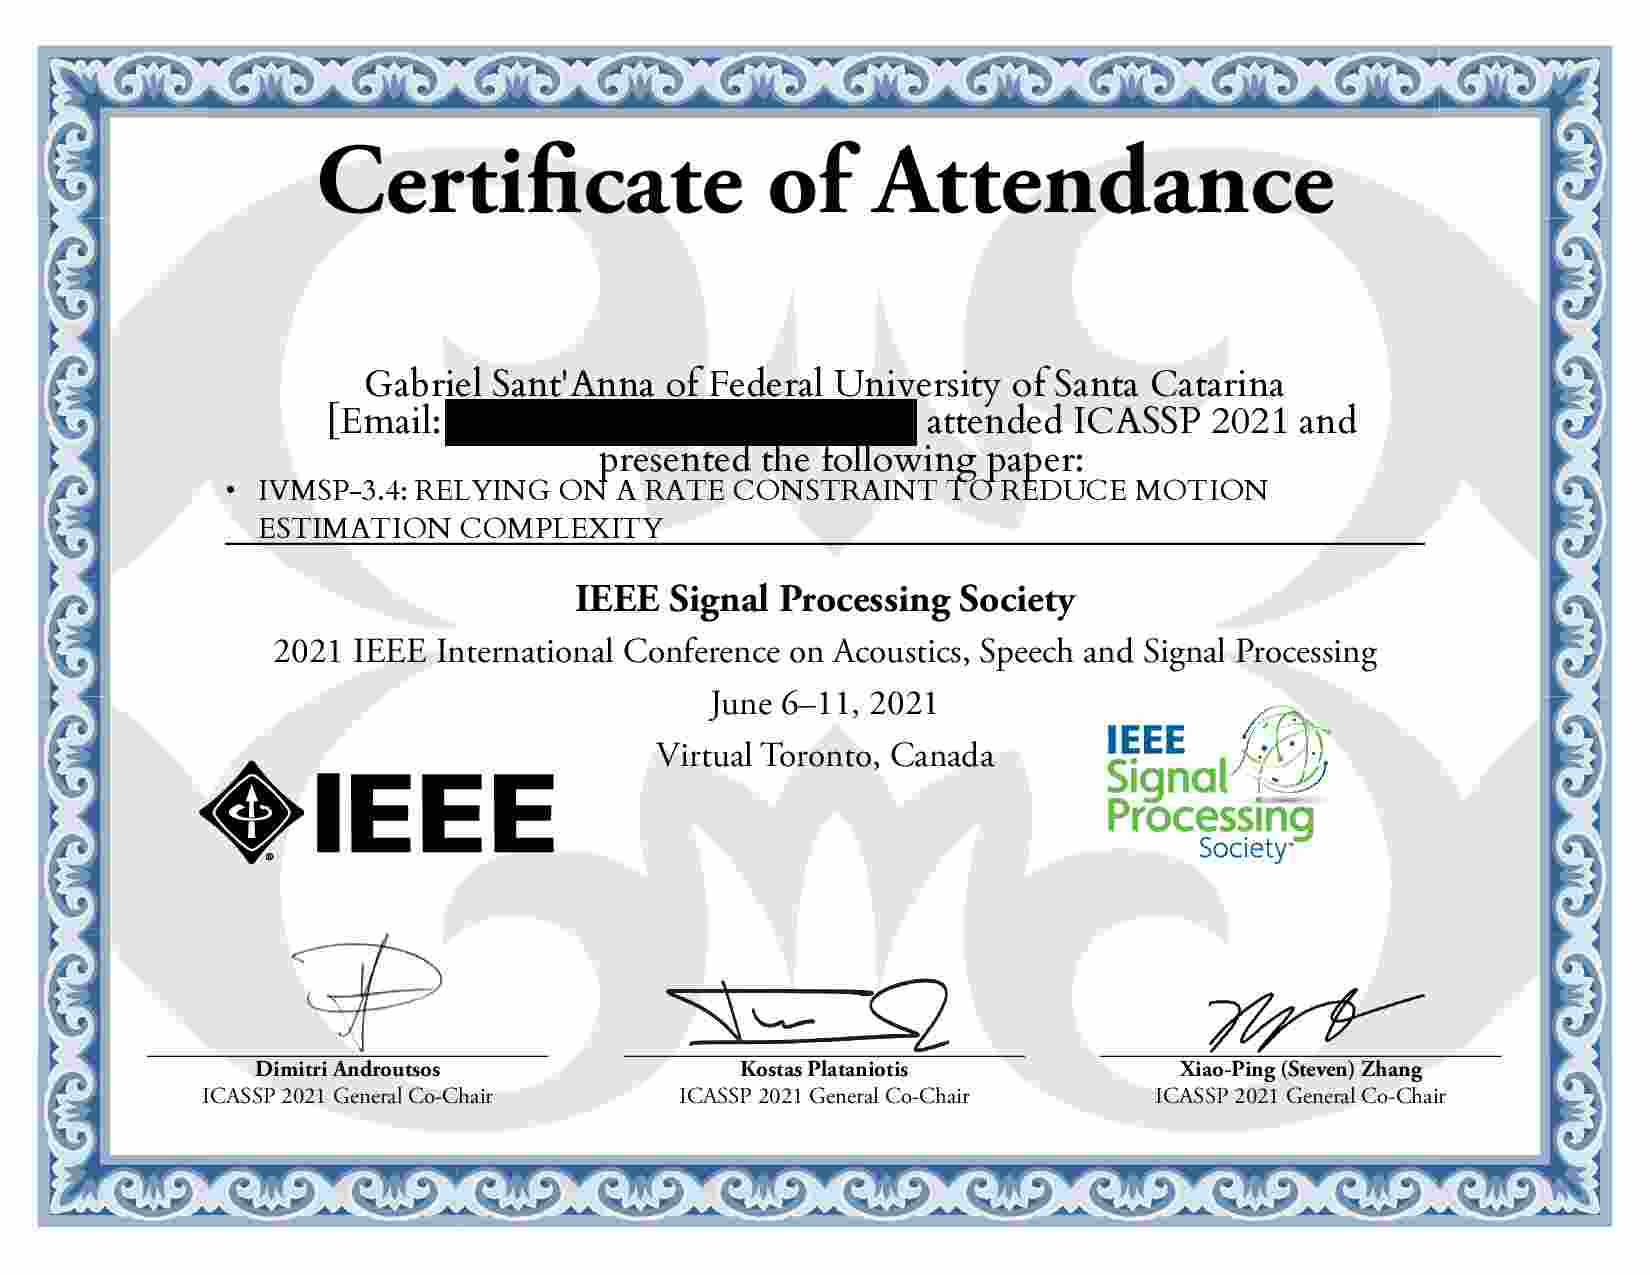 Certificate of Attendance
Gabriel Sant'Anna of Federal University of Santa Catarina
[Email: attended ICASSP 2021 and
presented the following paper:
• IVMSP-3.4: RELYING ON A RATE CONSTRAINT TO REDUCE MOTION
ESTIMATION COMPLEXITY
IEEE Signal Processing Society
2021 IEEE International Conference on Acoustics, Speech and Signal Processing
June 6–11, 2021
Virtual Toronto, Canada
IEEE
®
IEEE
Signal
Processing
Society™
Dimitri Androutsos
ICASSP 2021 General Co-Chair
Kostas Plataniotis
ICASSP 2021 General Co-Chair
Xiao-Ping (Steven) Zhang
ICASSP 2021 General Co-Chair